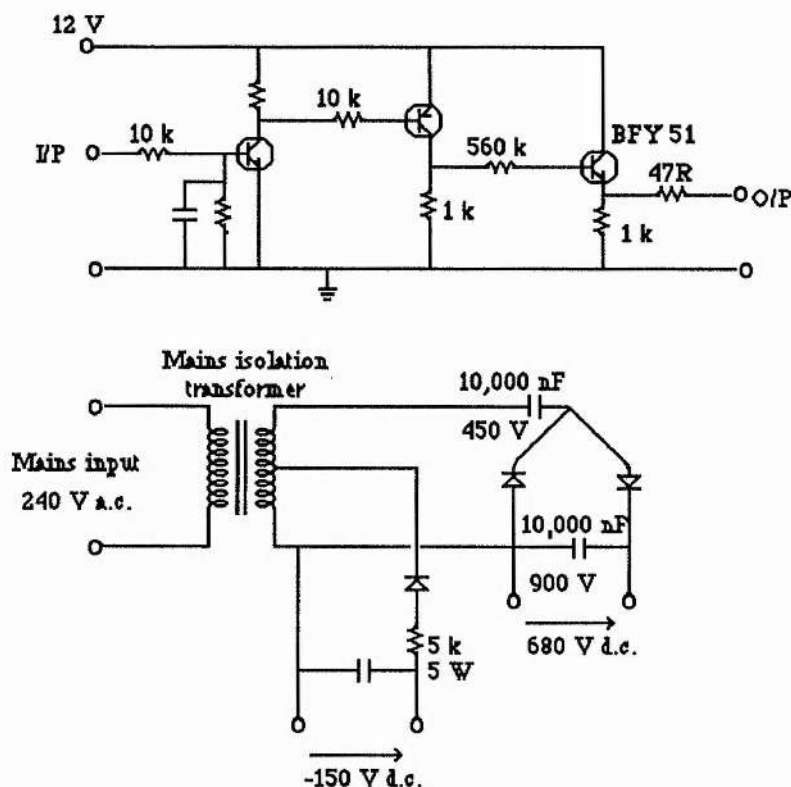 12 V
10 k
BFY 51
10 k
560 k
47R
I/P
O/P
1 k
1 k
Mains isolation
transformer
10,000 nF
450 V
Mains input
240 V a.c.
10,000 nF
900 V
680 V d.c.
5 k
5 W
-150 V d.c.